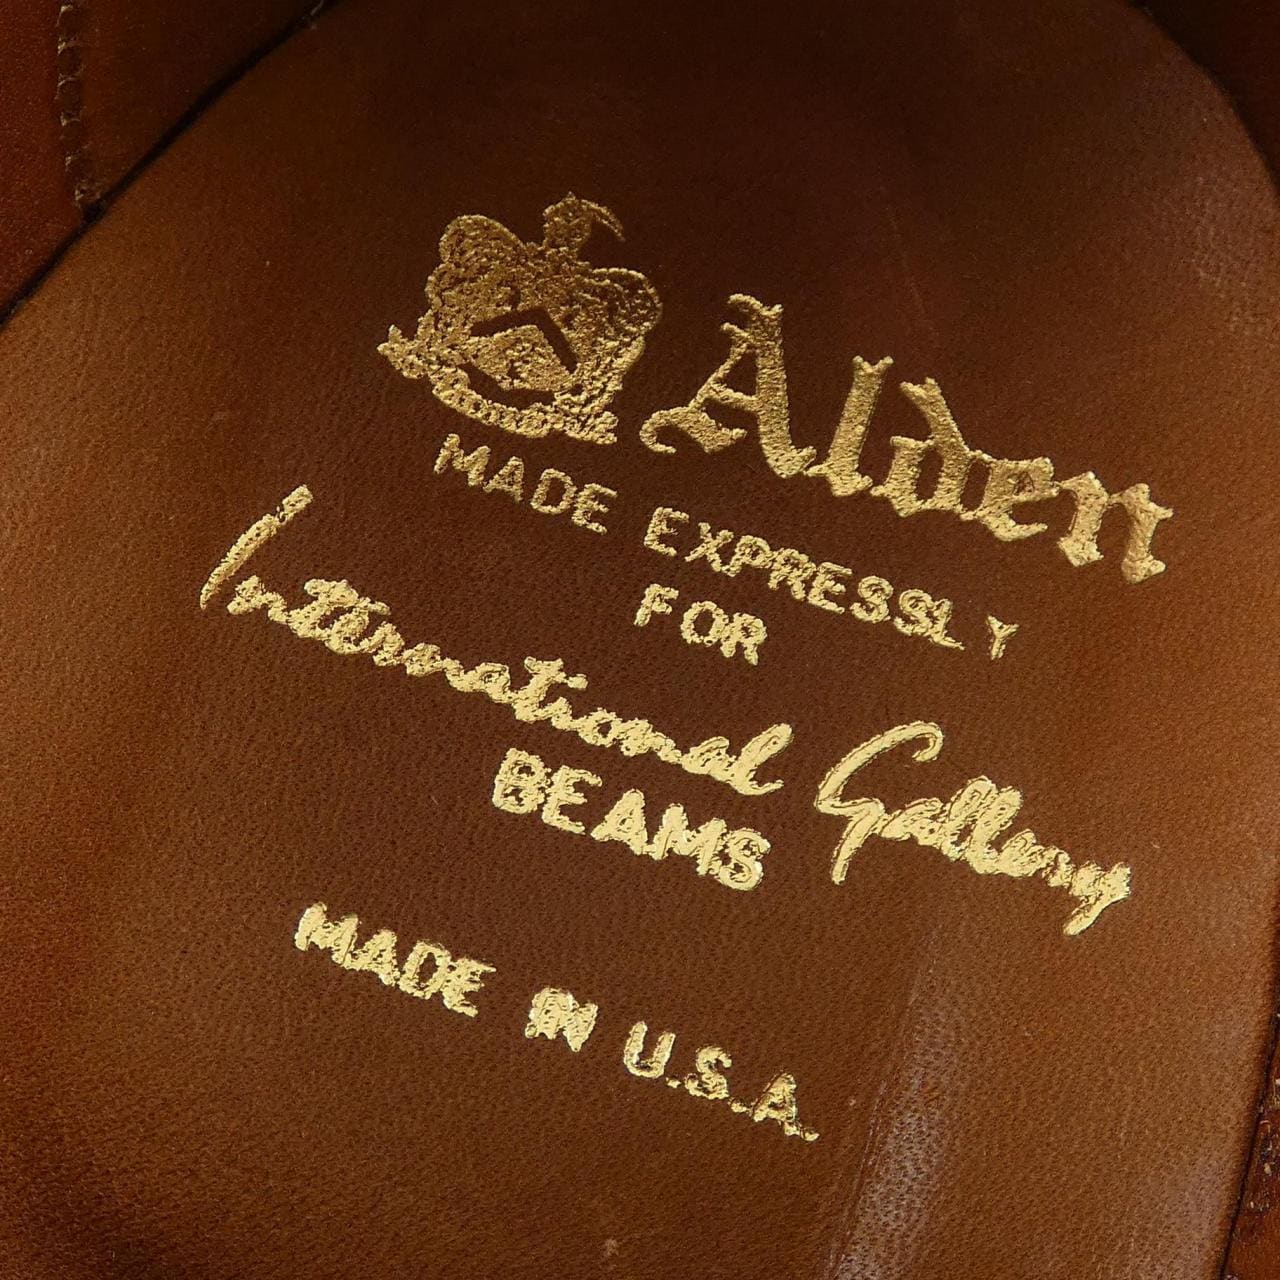 Alden
MADE EXPRESSLY
FOR
International Gallery
BEAMS
MADE IN U.S.A.